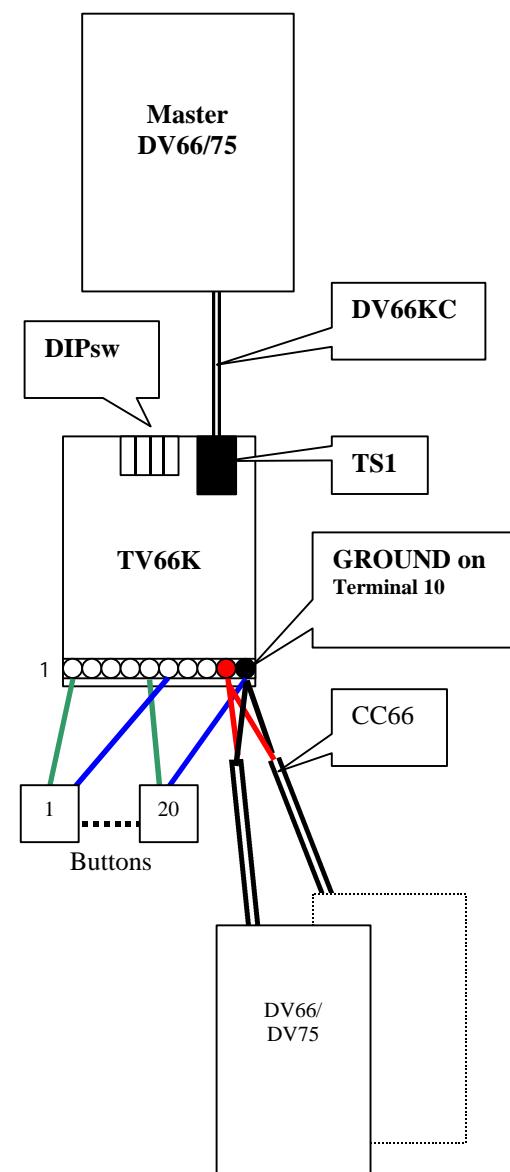 Master
DV66/75
DV66KC
DIPsw
TS1
TV66K
GROUND on
Terminal 10
1
CC66
1
20
Buttons
DV66/
DV75